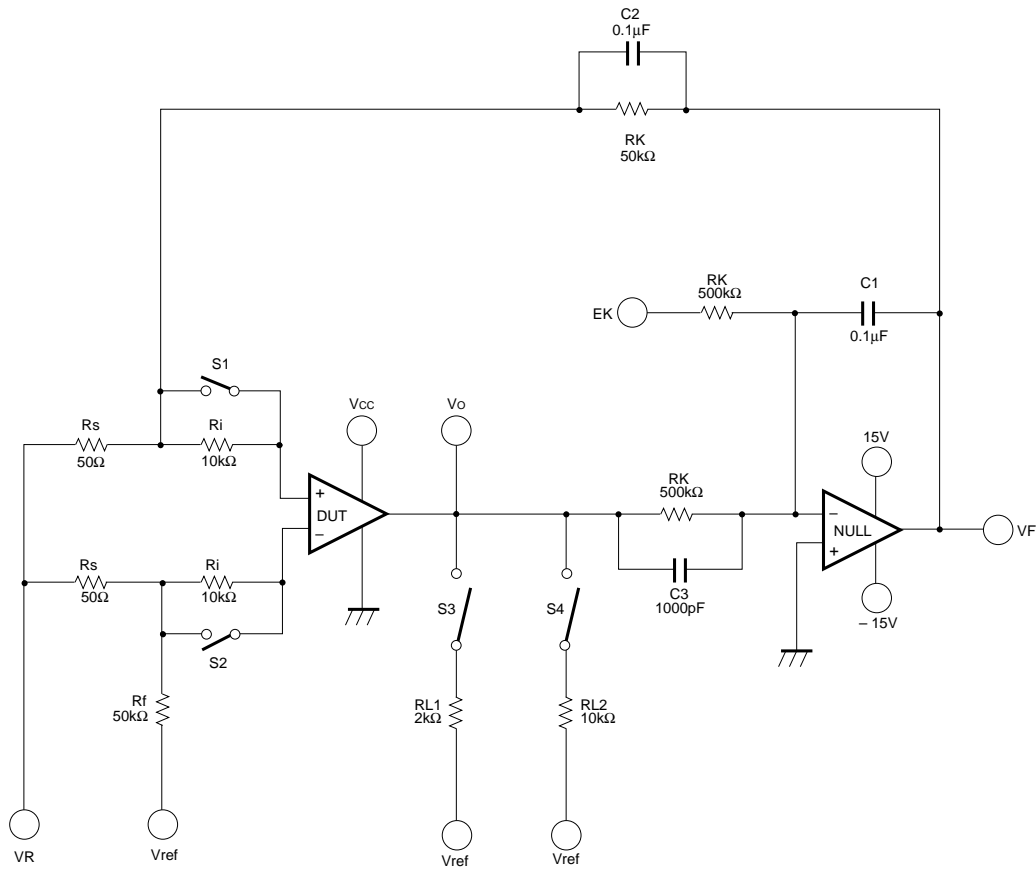 C2
0.1µF
RK
50kΩ
RK
500kΩ
C1
0.1µF
EK
S1
Rs
50Ω
Ri
10kΩ
VCC
VO
15V
RK
500kΩ
+
DUT
−
−
NULL
+
VF
Rs
50Ω
Ri
10kΩ
S2
C3
1000pF
S3
S4
− 15V
Rf
50kΩ
RL1
2kΩ
RL2
10kΩ
VR
Vref
Vref
Vref